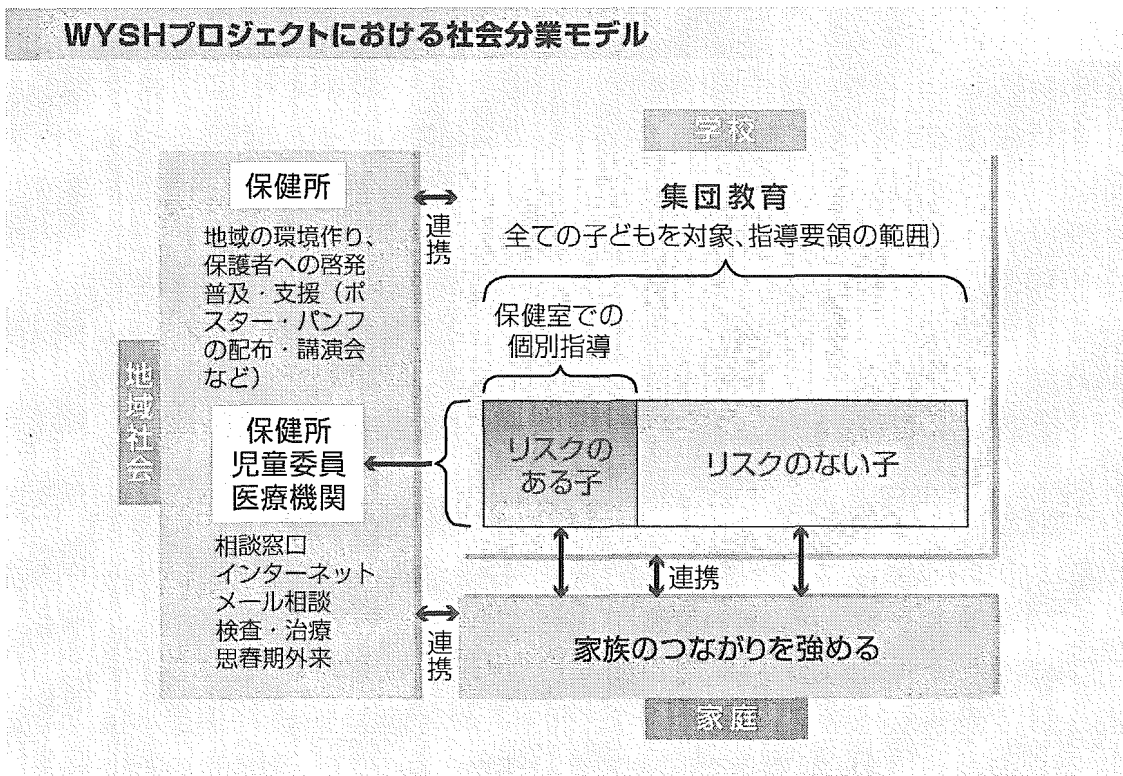 WYSHプロジェクトにおける社会分業モデル
学校
保健所
地域の環境作り、
保護者への啓発
普及・支援（ポ
スター・パンフ
の配布・講演会
など）
連携
集団教育
全ての子どもを対象、指導要領の範囲）
保健室での
個別指導
地域社会
保健所
児童委員
医療機関
リスクの
ある子
リスクのない子
相談窓口
インターネット
メール相談
検査・治療
思春期外来
連携
連携
家族のつながりを強める
家庭